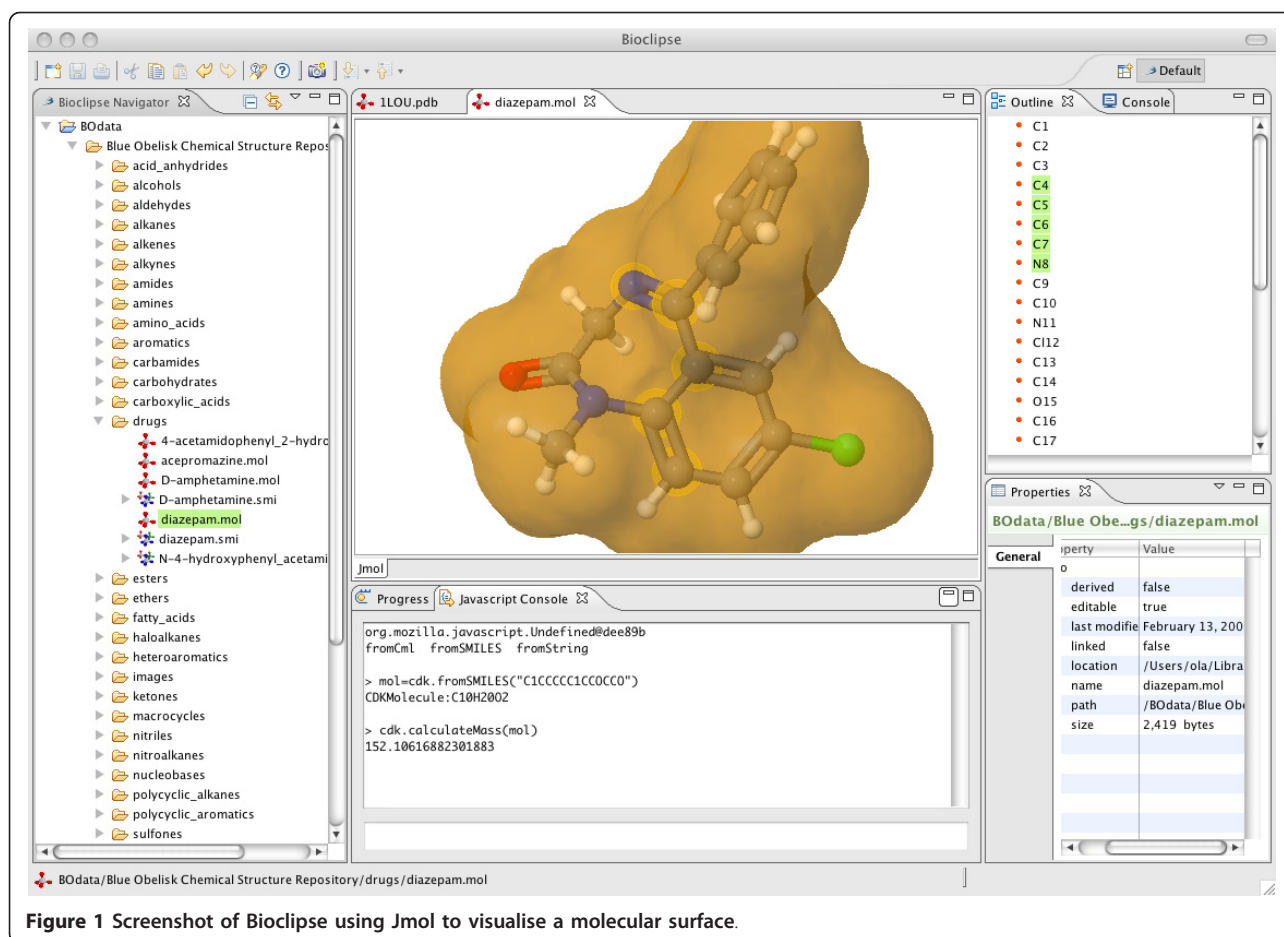 Bioclipse
Default
Bioclipse Navigator
BOdata
Blue Obelisk Chemical Structure Repos
acid_anhydrides
alcohols
aldehydes
alkanes
alkenes
alkynes
amides
amines
amino_acids
aromatics
carbamides
carbohydrates
carboxylic_acids
drugs
4-acetamidophenyl_2-hydro
acepromazine.mol
D-amphetamine.mol
D-amphetamine.smi
diazepam.mol
diazepam.smi
N-4-hydroxyphenyl_acetami
esters
ethers
fatty_acids
haloalkanes
heteroaromatics
images
ketones
macrocycles
nitriles
nitroalkanes
nucleobases
polycyclic_alkanes
polycyclic_aromatics
sulfones
1LOU.pdb
diazepam.mol
Jmol
Progress
Javascript Console
org.mozilla.javascript.Undefined@dee89b
fromCml fromSMILES fromString
> mol=cdk.fromSMILES("C1CCCCC1CCOCCO")
CDKMolecule:C10H20O2
> cdk.calculateMass(mol)
152.10616882301883
Outline
Console
C1
C2
C3
C4
C5
C6
C7
N8
C9
C10
N11
Cl12
C13
C14
O15
C16
C17
Properties
BOdata/Blue Obe...gs/diazepam.mol
General
perty Value
o
derived false
editable true
last modifie February 13, 200
linked false
location /Users/ola/Libra
name diazepam.mol
path /BOdata/Blue Obe
size 2,419 bytes
BOdata/Blue Obelisk Chemical Structure Repository/drugs/diazepam.mol
Figure 1 Screenshot of Bioclipse using Jmol to visualise a molecular surface.